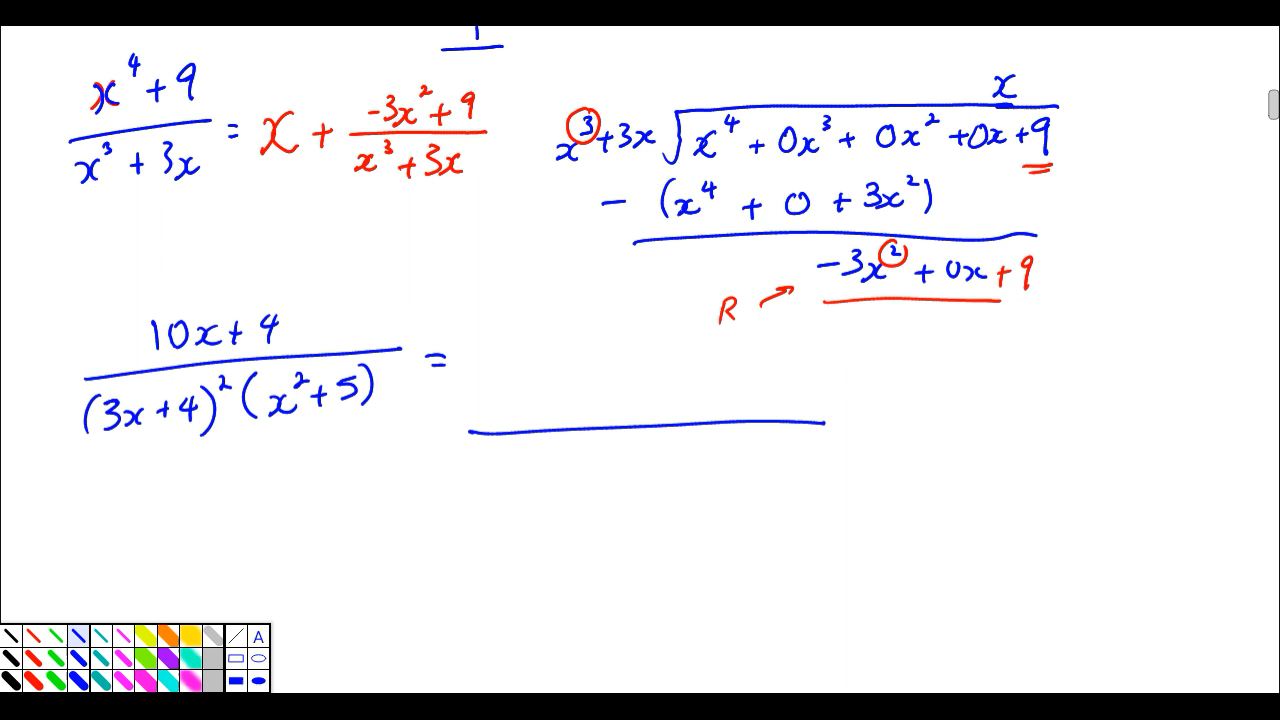 1
x⁴ + 9 / x³ + 3x = x + -3x² + 9 / x³ + 3x
x
x³ + 3x √ x⁴ + 0x³ + 0x² + 0x + 9
- (x⁴ + 0 + 3x²)
-3x² + 0x + 9
R →
10x + 4 / (3x + 4)² (x² + 5) =
A